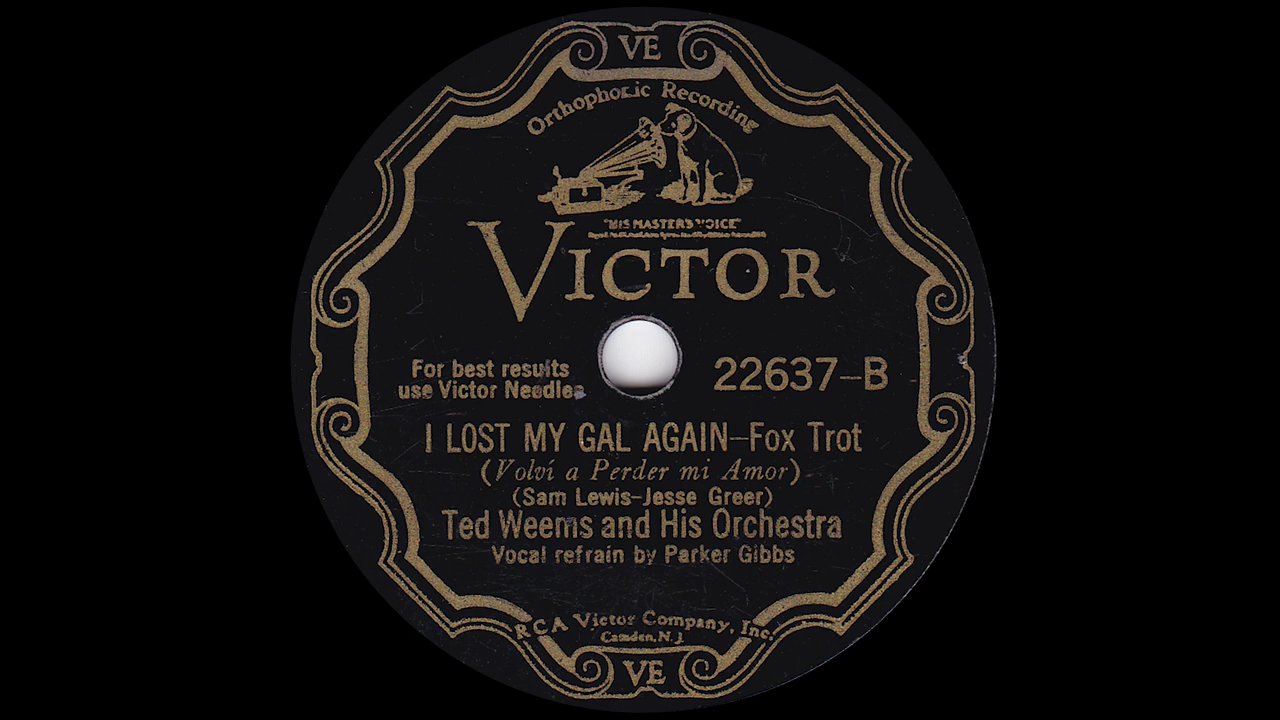 VE
Orthophonic Recording
"HIS MASTER'S VOICE"
VICTOR
For best results
use Victor Needles
22637-B
I LOST MY GAL AGAIN-Fox Trot
(Volví a Perder mi Amor)
(Sam Lewis-Jesse Greer)
Ted Weems and His Orchestra
Vocal refrain by Parker Gibbs
RCA Victor Company, Inc.
Camden, N. J.
VE